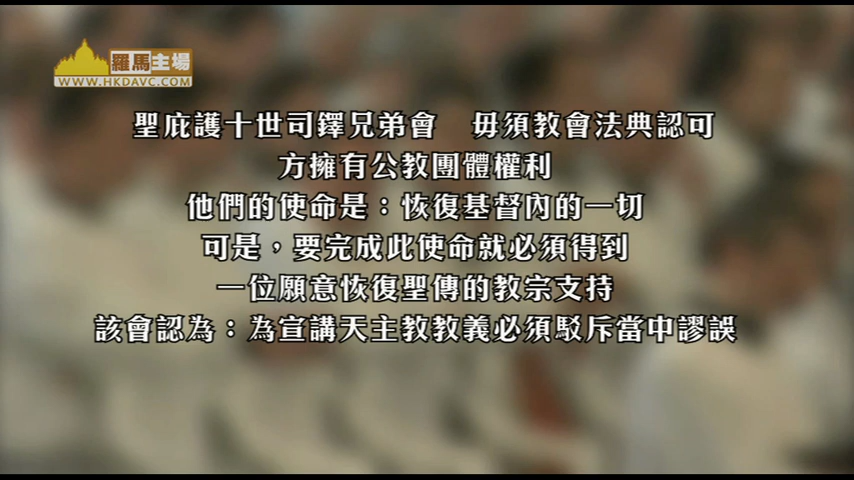 羅馬主場
WWW.HKDAVC.COM
聖庇護十世司鐸兄弟會　毋須教會法典認可
方擁有公教團體權利
他們的使命是：恢復基督內的一切
可是，要完成此使命就必須得到
一位願意恢復聖傳的教宗支持
該會認為：為宣講天主教教義必須駁斥當中謬誤